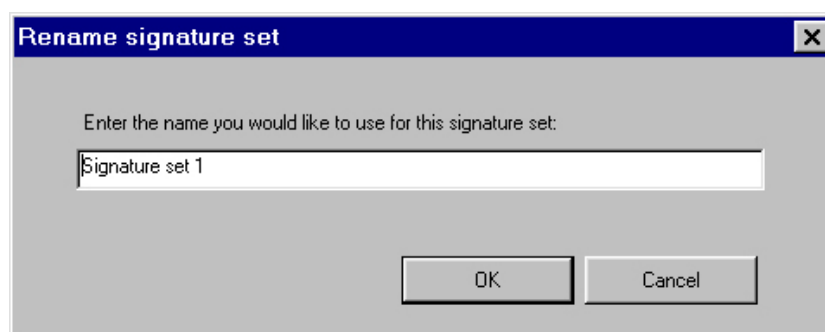 Rename signature set
Enter the name you would like to use for this signature set:
Signature set 1
OK
Cancel